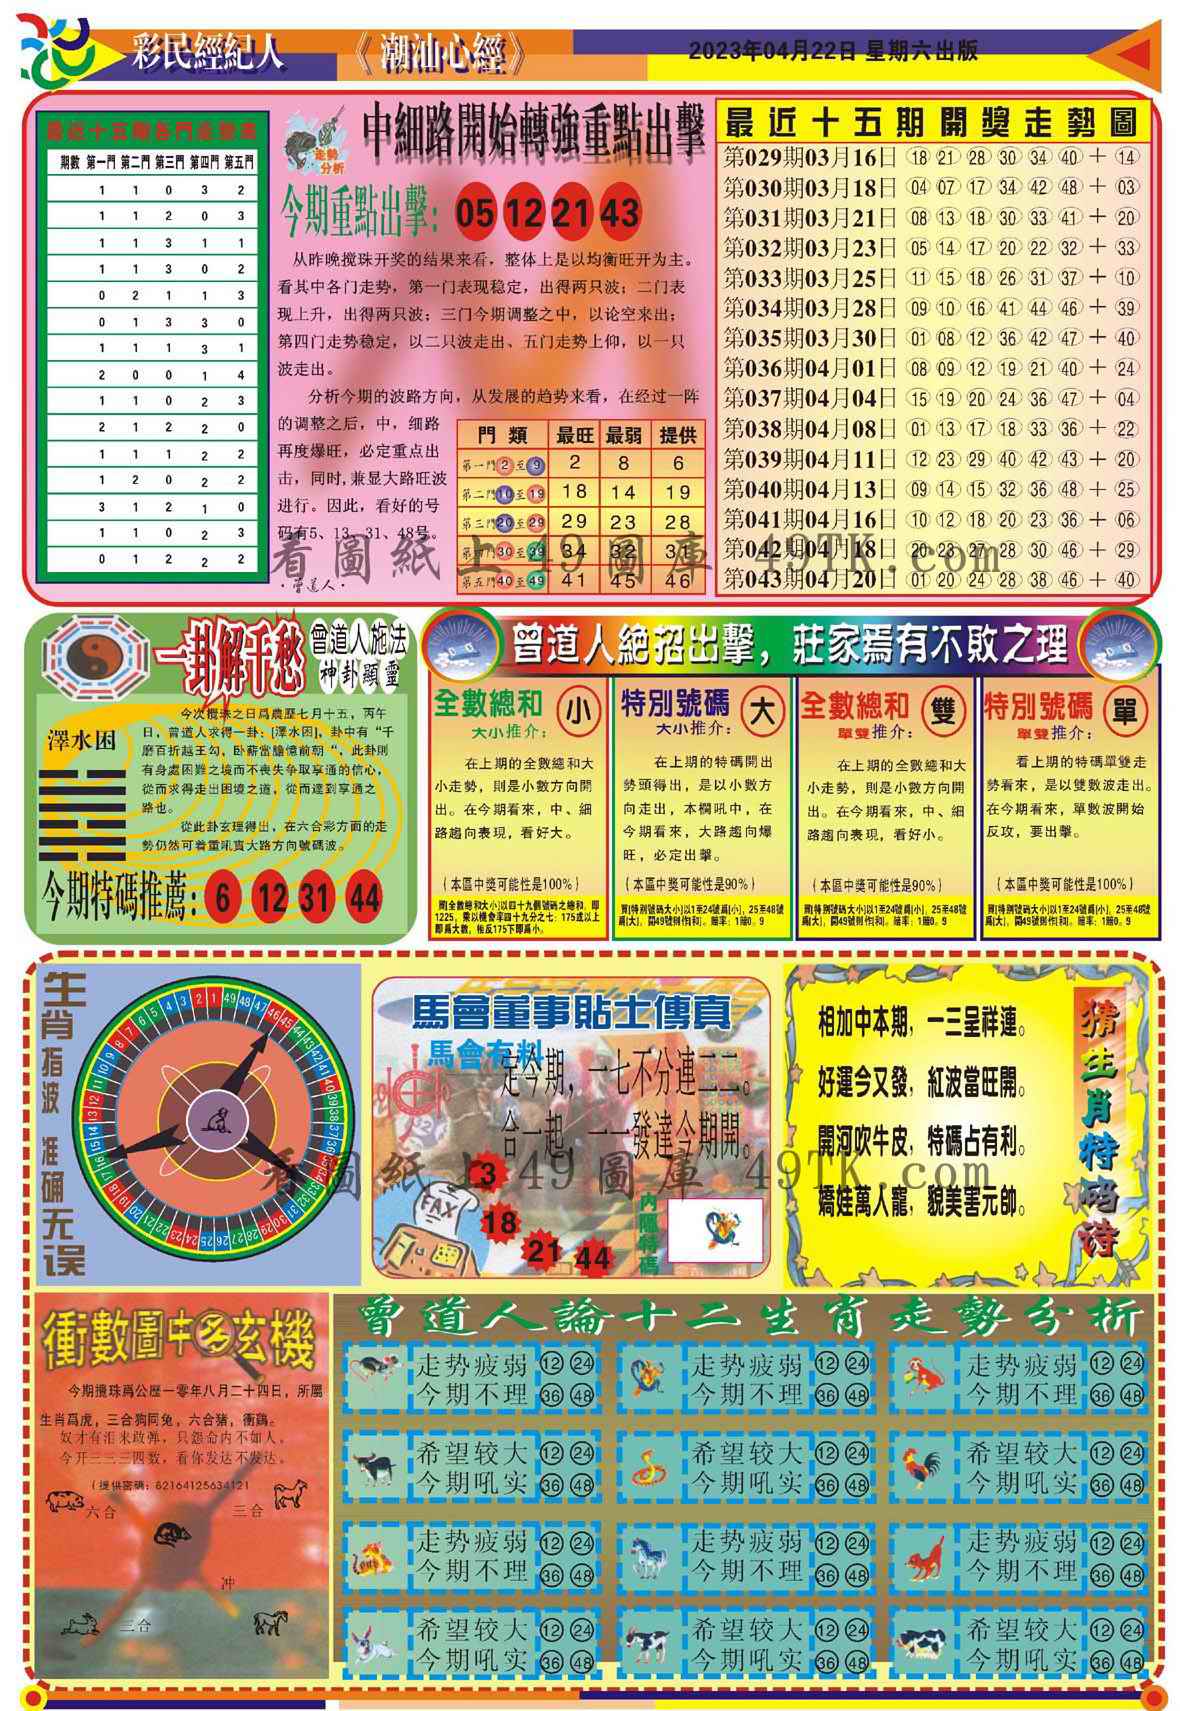 彩民經紀人
《潮汕心經》
2023年04月22日 星期六出版
期數 第一門 第二門 第三門 第四門 第五門
1 1 0 3 2
1 1 2 0 3
1 1 3 1 1
1 1 3 0 2
0 2 1 1 3
0 1 3 3 0
1 1 1 3 1
2 0 0 1 4
1 1 0 2 3
2 1 2 2 0
1 1 1 2 2
1 2 0 2 2
3 1 2 1 0
1 1 0 2 3
0 1 2 2 2
走勢
分析
中細路開始轉強重點出擊
今期重點出擊：05 12 21 43
从昨晚搅珠开奖的结果来看，整体上是以均衡旺开为主。
看其中各门走势，第一门表现稳定，出得两只波；二门表
现上升，出得两只波；三门今期调整之中，以论空来出；
第四门走势稳定，以二只波走出、五门走势上仰，以一只
波走出。
分析今期的波路方向，从发展的趋势来看，在经过一阵
的调整之后，中，细路
再度爆旺，必定重点出
击，同时,兼显大路旺波
进行。因此，看好的号
码有5、13、31、48号。
·曾道人·
門類 最旺 最弱 提供
第一門2至9 2 8 6
第二門10至19 18 14 19
第三門20至29 29 23 28
第四門30至39 34 32 31
第五門40至49 41 45 46
最近十五期開獎走勢圖
第029期03月16日 18 21 28 30 34 40 + 14
第030期03月18日 04 07 17 34 42 48 + 03
第031期03月21日 08 13 18 30 33 41 + 20
第032期03月23日 05 14 17 20 22 32 + 33
第033期03月25日 11 15 18 26 31 37 + 10
第034期03月28日 09 10 16 41 44 46 + 39
第035期03月30日 01 08 12 36 42 47 + 40
第036期04月01日 08 09 12 19 21 40 + 24
第037期04月04日 15 19 20 24 36 47 + 04
第038期04月08日 01 13 17 18 33 36 + 22
第039期04月11日 12 23 29 40 42 43 + 20
第040期04月13日 09 14 15 32 36 48 + 25
第041期04月16日 10 12 18 20 23 36 + 06
第042期04月18日 20 23 27 28 30 46 + 29
第043期04月20日 01 20 24 28 38 46 + 40
看圖紙上49圖庫 49TK.com
一卦解千愁
曾道人施法
神卦顯靈
澤水困
今次攪珠之日爲農歷七月十五，丙午
日，曾道人求得一卦：[澤水困]，卦中有“千
磨百折越王勾，卧薪當膽憶前朝“，此卦則
有身處困難之境而不喪失争取享通的信心，
從而求得走出困境之道，從而達到享通之
路也。
從此卦玄理得出，在六合彩方面的走
勢仍然可着重吼實大路方向號碼波。
今期特碼推薦：6 12 31 44
曾道人絶招出擊，莊家焉有不敗之理
全數總和 小
大小推介：
在上期的全數總和大
小走勢，則是小數方向開
出。在今期看來，中、細
路趨向表現，看好大。
(本區中獎可能性是100%)
買[全數總和大小]以四十九個號碼之總和，即
1225，乘以機會率四十九分之七：175或以上
即爲大數，倘反175下即爲小。
特別號碼 大
大小推介：
在上期的特碼開出
勢頭得出，是以小數方
向走出，本欄吼中，在
今期看來，大路趨向爆
旺，必定出擊。
(本區中獎可能性是90%)
買[特別號碼大小]以1至24號爲[小]，25至48號
爲[大]，開49號則作[和]。賠率：1賠0。9
全數總和 雙
單雙推介：
在上期的全數總和大
小走勢，則是小數方向開
出。在今期看來，中、細
路趨向表現，看好小。
(本區中獎可能性是90%)
買[特別號碼大小]以1至24號爲[小]，25至48號
爲[大]，開49號則作[和]。賠率：1賠0。9
特別號碼 單
單雙推介：
看上期的特碼單雙走
勢看來，是以雙數波走出。
在今期看來，單數波開始
反攻，要出擊。
(本區中獎可能性是100%)
買[特別號碼大小]以1至24號爲[小]，25至48號
爲[大]，開49號則作[和]。賠率：1賠0。9
生肖指波 准确无误
馬會董事貼士傳真
馬會有料
定今期，一七不分連二二。
合一起，一一發達今期開。
3
18
21
44
FAX
内隱特碼
相加中本期，一三呈祥連。
好運今又發，紅波當旺開。
開河吹牛皮，特碼占有利。
嬌娃萬人寵，貌美害元帥。
猜生肖特码诗
看圖紙上49圖庫 49TK.com
衝數圖中多玄機
今期攪珠爲公歷一零年八月二十四日，所屬
生肖爲虎，三合狗同兔，六合猪，衝鷄。
奴才有泪来敢弹，只怨命内不如人。
今开二三三四数，看你发达不发达。
(提供密碼：6216412563412)
六合
三合
冲
三合
曾道人論十二生肖走勢分析
走势疲弱 12 24
今期不理 36 48
走势疲弱 12 24
今期不理 36 48
走势疲弱 12 24
今期不理 36 48
希望较大 12 24
今期吼实 36 48
希望较大 12 24
今期吼实 36 48
希望较大 12 24
今期吼实 36 48
走势疲弱 12 24
今期不理 36 48
走势疲弱 12 24
今期不理 36 48
走势疲弱 12 24
今期不理 36 48
希望较大 12 24
今期吼实 36 48
希望较大 12 24
今期吼实 36 48
希望较大 12 24
今期吼实 36 48